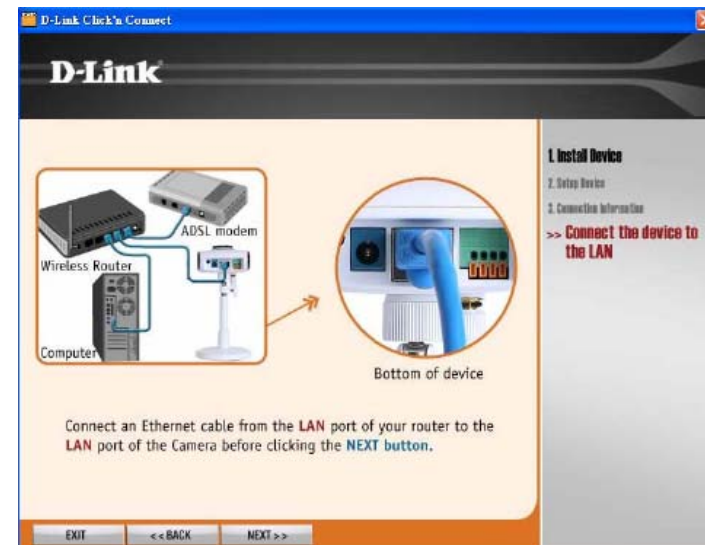 D-Link Click'n Connect
D-Link
1. Install Device
2. Setup Device
3. Connection Information
>> Connect the device to
the LAN
ADSL modem
Wireless Router
Computer
Bottom of device
Connect an Ethernet cable from the LAN port of your router to the
LAN port of the Camera before clicking the NEXT button.
EXIT
<< BACK
NEXT >>